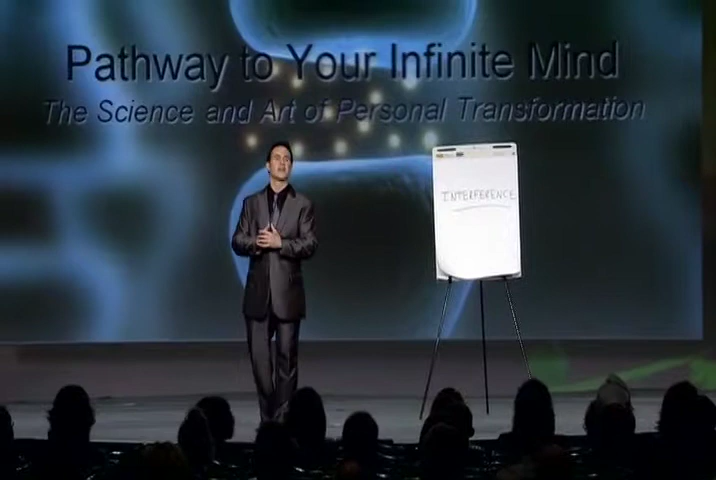 Pathway to Your Infinite Mind
The Science and Art of Personal Transformation
INTERFERENCE